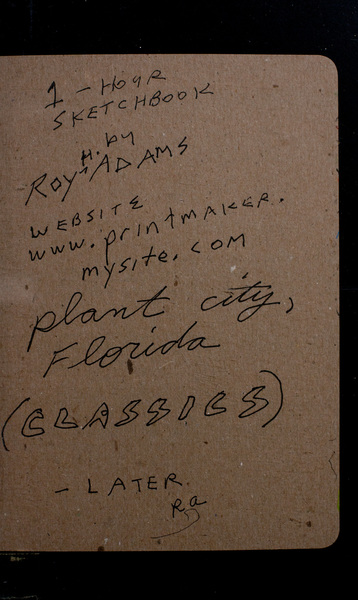 1 - HOUR
SKETCHBOOK
by
ROY H. ADAMS
WEBSITE
www.printmaker.
mysite.com
plant city,
Florida
(CLASSICS)
- LATER
Ra